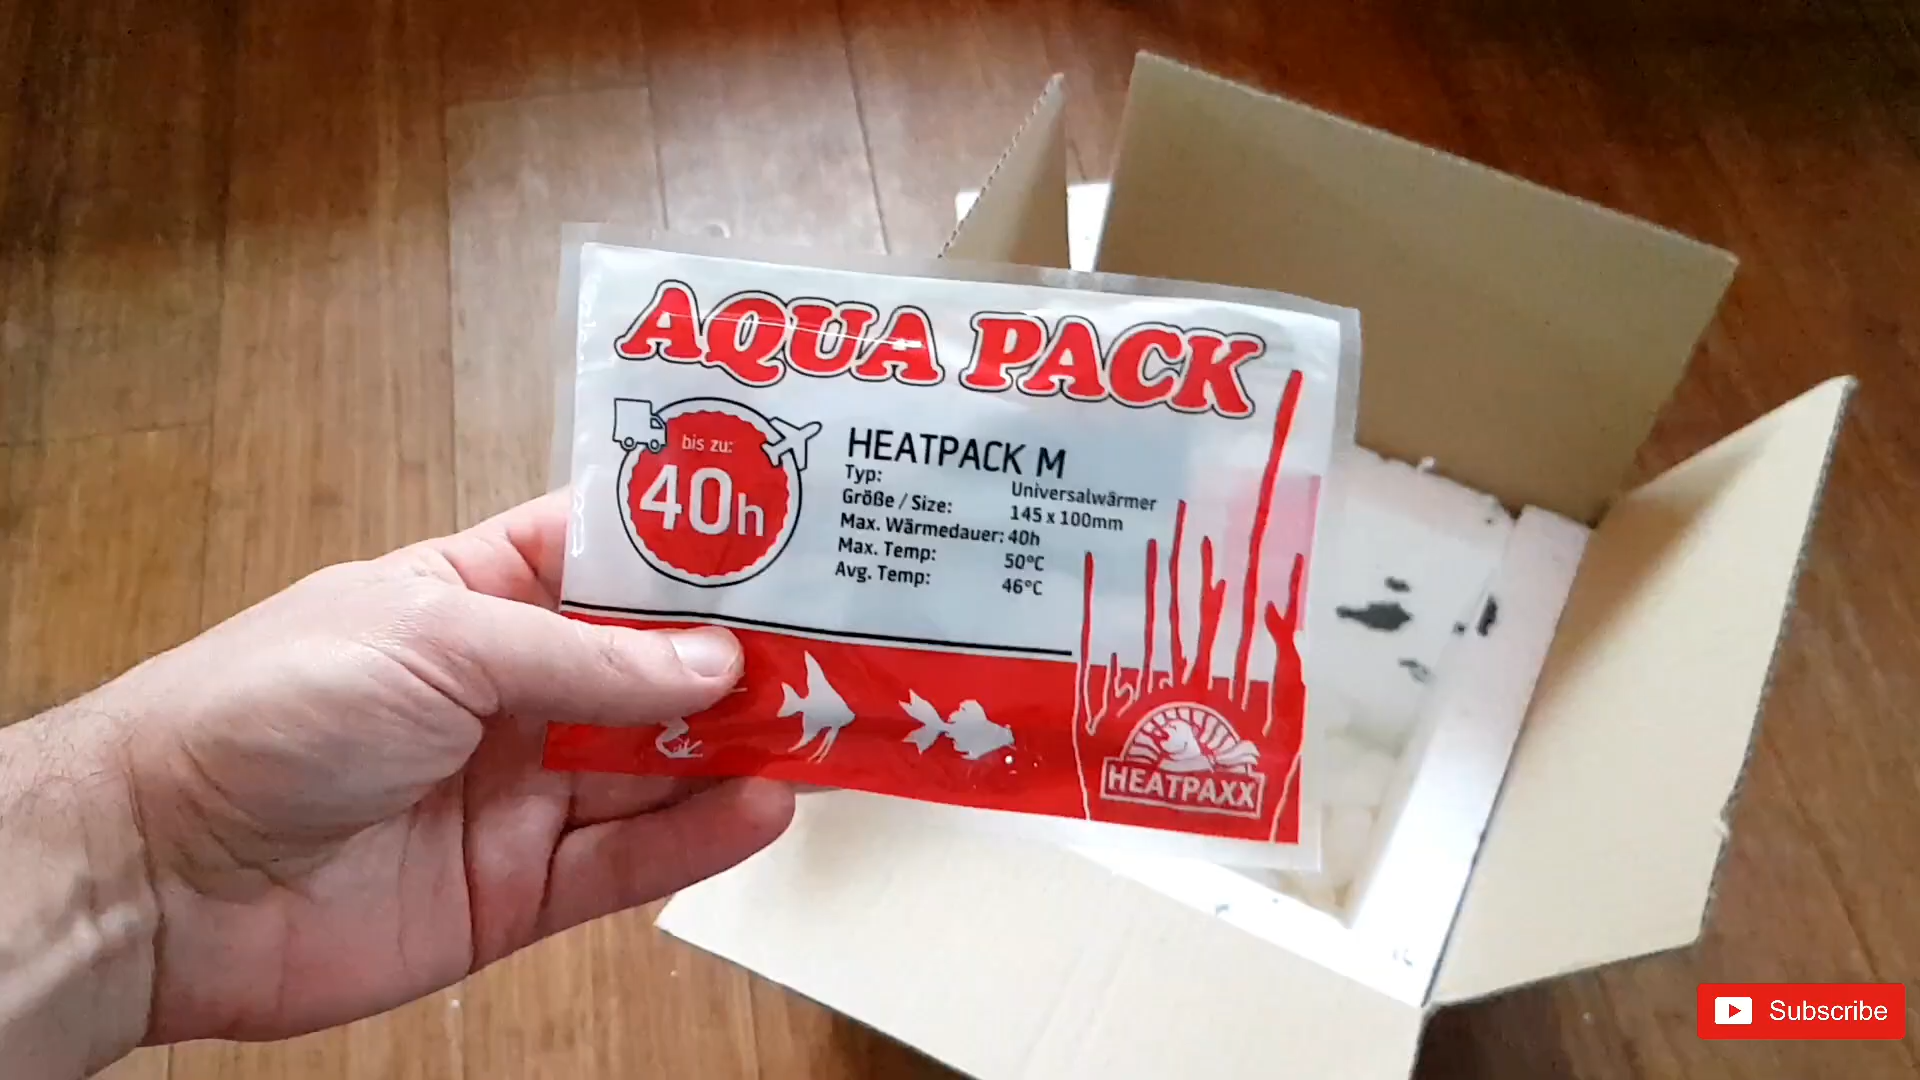 AQUA PACK
bis zu:
40h
HEATPACK M
Typ: Universalwärmer
Größe / Size: 145 x 100mm
Max. Wärmedauer: 40h
Max. Temp: 50°C
Avg. Temp: 46°C
HEATPAXX
Subscribe